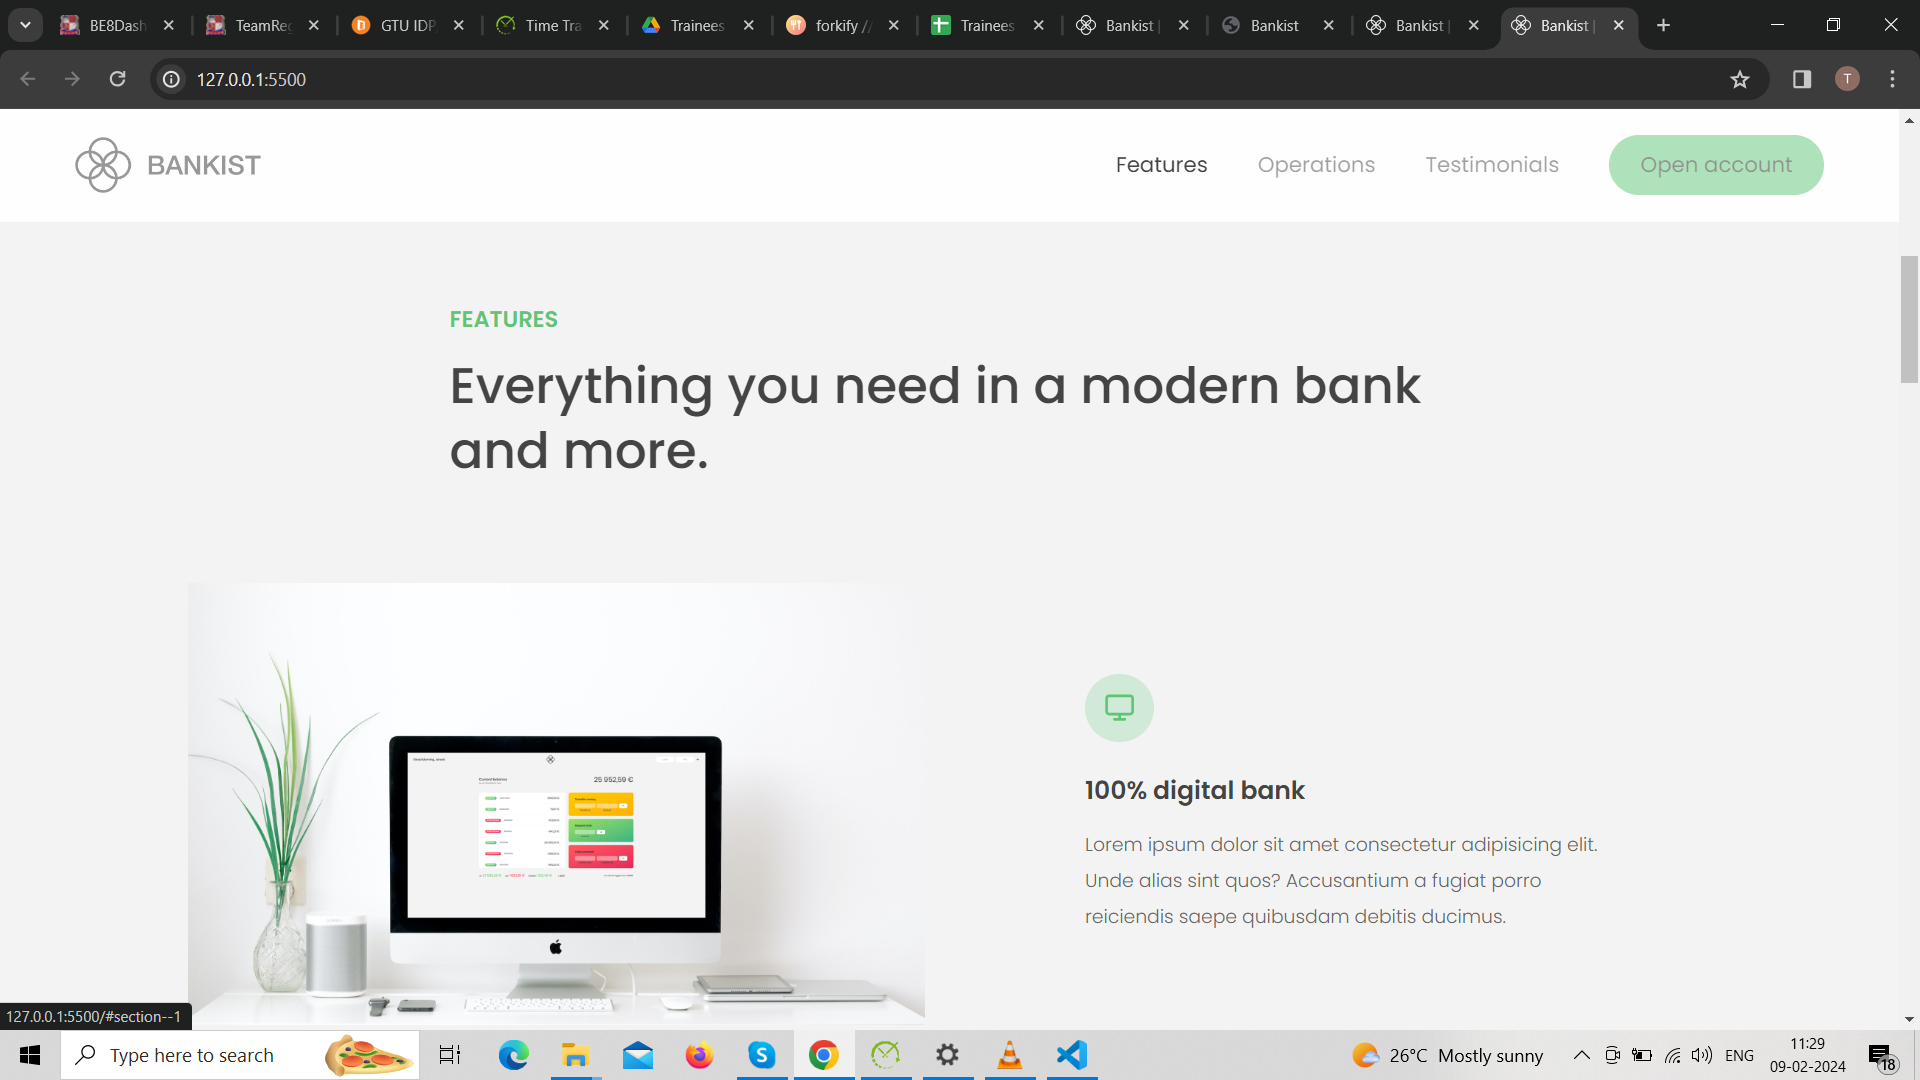 BE8Dash
TeamReg
GTU IDP
Time Tra
Trainees
forkify //
Trainees
Bankist |
Bankist
Bankist |
Bankist |
127.0.0.1:5500
T
BANKIST
Features
Operations
Testimonials
Open account
FEATURES
Everything you need in a modern bank
and more.
25 952,59 €
100% digital bank
Lorem ipsum dolor sit amet consectetur adipisicing elit.
Unde alias sint quos? Accusantium a fugiat porro
reiciendis saepe quibusdam debitis ducimus.
127.0.0.1:5500/#section--1
Type here to search
26°C Mostly sunny
ENG
11:29
09-02-2024
18